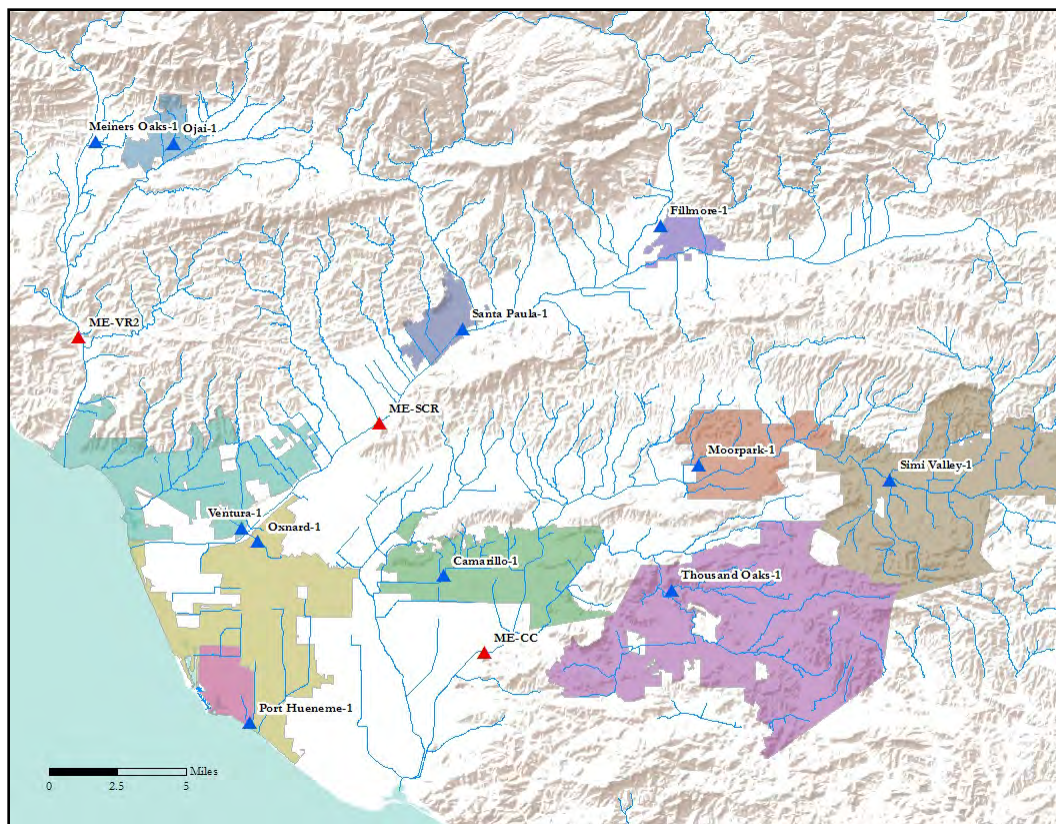 Meiners Oaks-1
Ojai-1
Fillmore-1
Santa Paula-1
ME-VR2
ME-SCR
Moorpark-1
Simi Valley-1
Ventura-1
Oxnard-1
Camarillo-1
Thousand Oaks-1
ME-CC
Port Hueneme-1
Miles
0 2.5 5